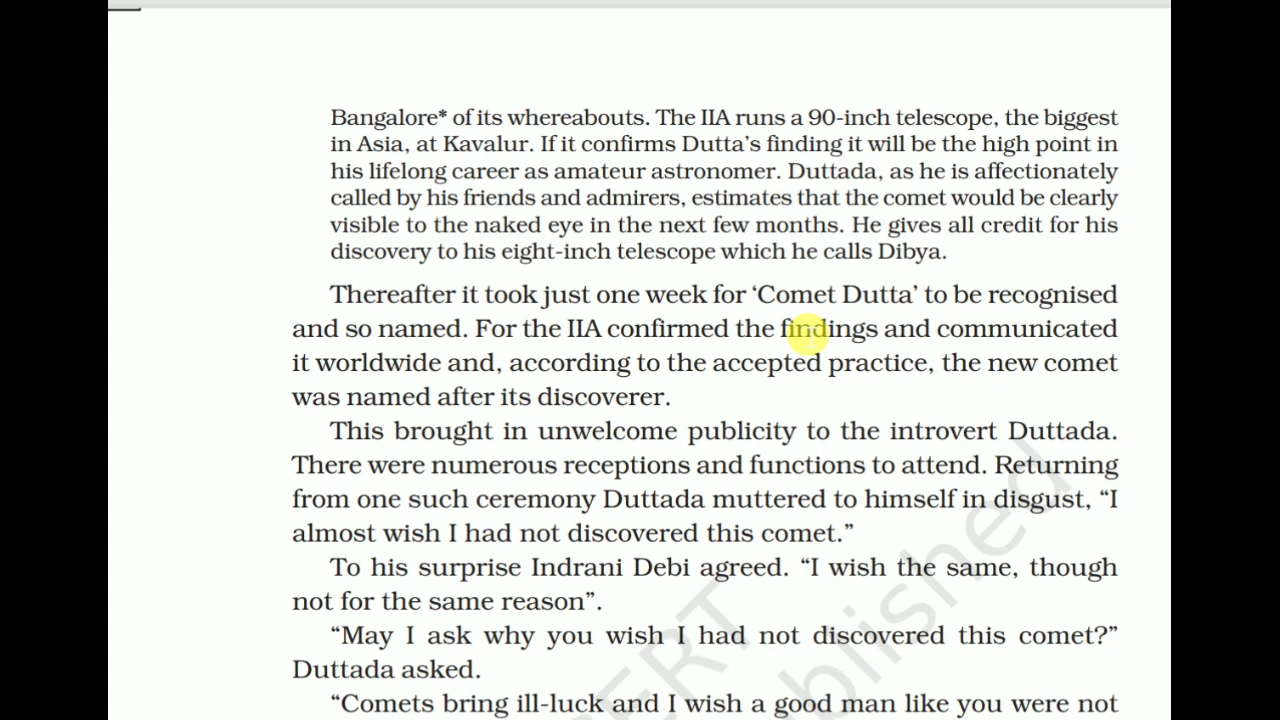 Bangalore* of its whereabouts. The IIA runs a 90-inch telescope, the biggest
in Asia, at Kavalur. If it confirms Dutta's finding it will be the high point in
his lifelong career as amateur astronomer. Duttada, as he is affectionately
called by his friends and admirers, estimates that the comet would be clearly
visible to the naked eye in the next few months. He gives all credit for his
discovery to his eight-inch telescope which he calls Dibya.
Thereafter it took just one week for ‘Comet Dutta’ to be recognised
and so named. For the IIA confirmed the findings and communicated
it worldwide and, according to the accepted practice, the new comet
was named after its discoverer.
This brought in unwelcome publicity to the introvert Duttada.
There were numerous receptions and functions to attend. Returning
from one such ceremony Duttada muttered to himself in disgust, “I
almost wish I had not discovered this comet.”
To his surprise Indrani Debi agreed. “I wish the same, though
not for the same reason”.
“May I ask why you wish I had not discovered this comet?”
Duttada asked.
“Comets bring ill-luck and I wish a good man like you were not